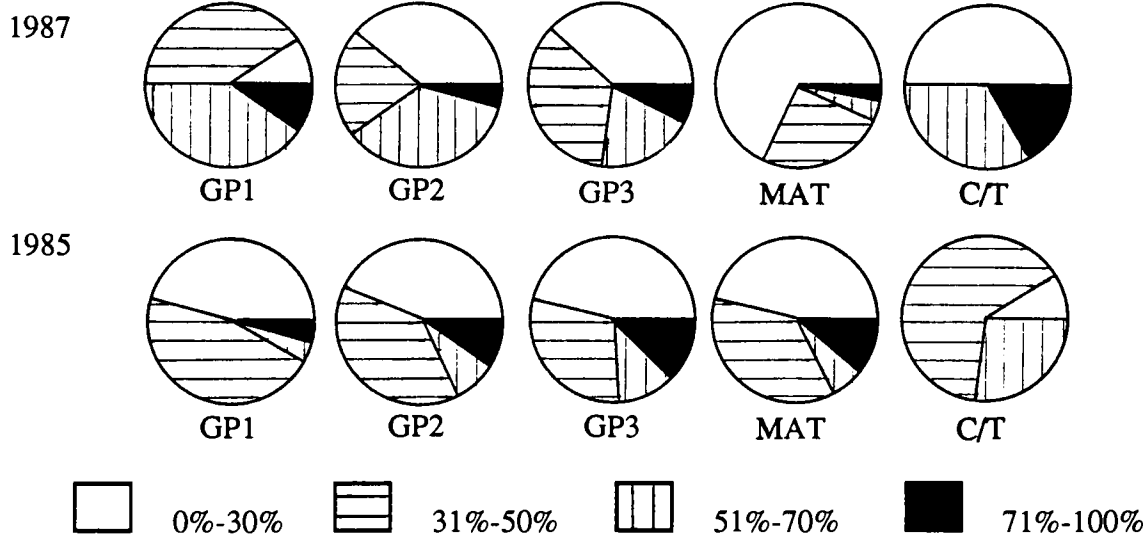 1987
GP1 GP2 GP3 MAT C/T
1985
GP1 GP2 GP3 MAT C/T
0%-30% 31%-50% 51%-70% 71%-100%